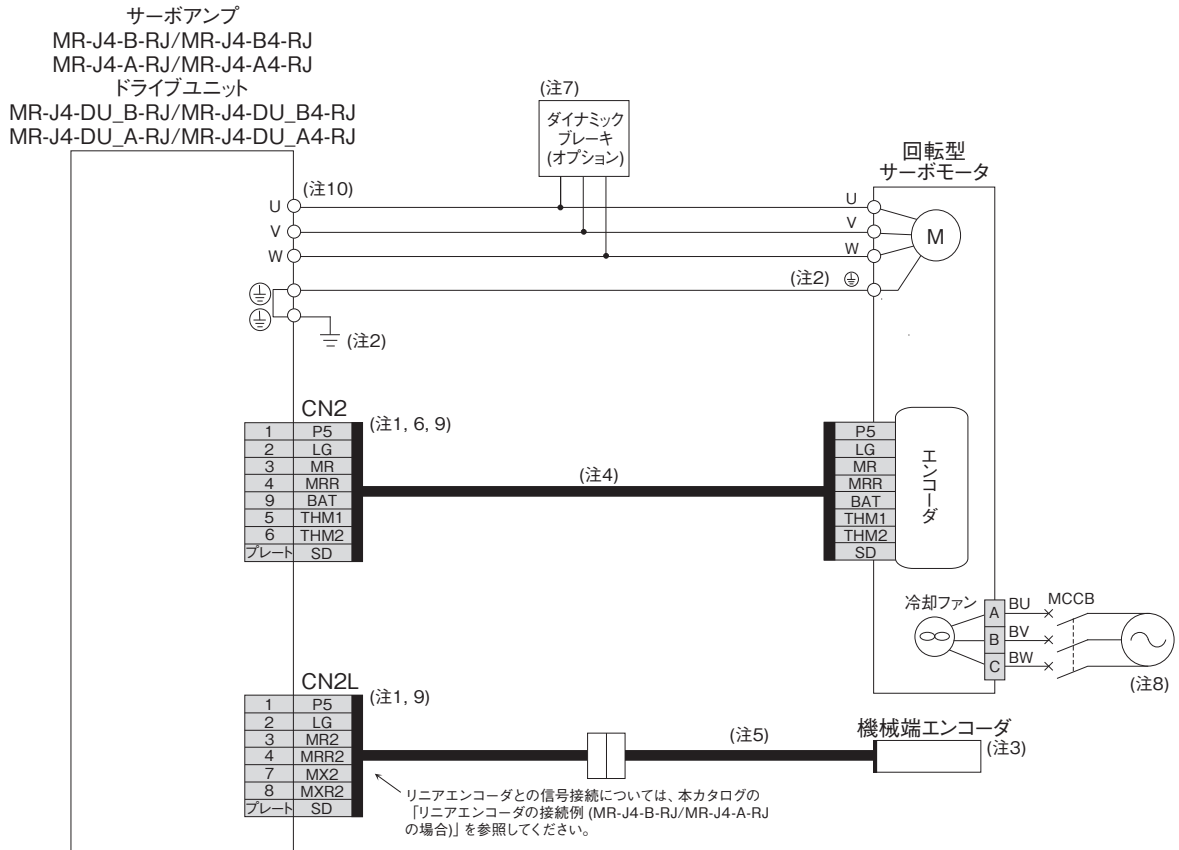 サーボアンプ
MR-J4-B-RJ/MR-J4-B4-RJ
MR-J4-A-RJ/MR-J4-A4-RJ
ドライブユニット
MR-J4-DU_B-RJ/MR-J4-DU_B4-RJ
MR-J4-DU_A-RJ/MR-J4-DU_A4-RJ
(注7)
ダイナミック
ブレーキ
(オプション)
回転型
サーボモータ
(注10)
U
V
W
U
V
W
M
(注2)
(注2)
CN2
(注1, 6, 9)
1 P5
2 LG
3 MR
4 MRR
9 BAT
5 THM1
6 THM2
プレート SD
(注4)
P5
LG
MR
MRR
BAT
THM1
THM2
SD
エンコーダ
冷却ファン
A
B
C
BU
BV
BW
MCCB
(注8)
CN2L
(注1, 9)
1 P5
2 LG
3 MR2
4 MRR2
7 MX2
8 MXR2
プレート SD
(注5)
機械端エンコーダ
(注3)
リニアエンコーダとの信号接続については、本カタログの
「リニアエンコーダの接続例 (MR-J4-B-RJ/MR-J4-A-RJ
の場合)」を参照してください。